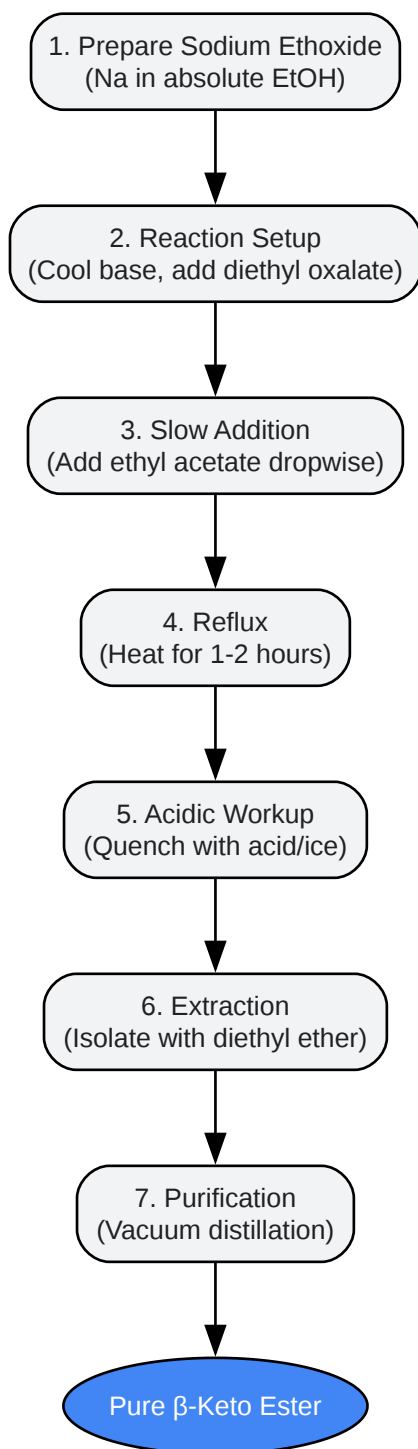 1. Prepare Sodium Ethoxide
(Na in absolute EtOH)
2. Reaction Setup
(Cool base, add diethyl oxalate)
3. Slow Addition
(Add ethyl acetate dropwise)
4. Reflux
(Heat for 1-2 hours)
5. Acidic Workup
(Quench with acid/ice)
6. Extraction
(Isolate with diethyl ether)
7. Purification
(Vacuum distillation)
Pure β-Keto Ester